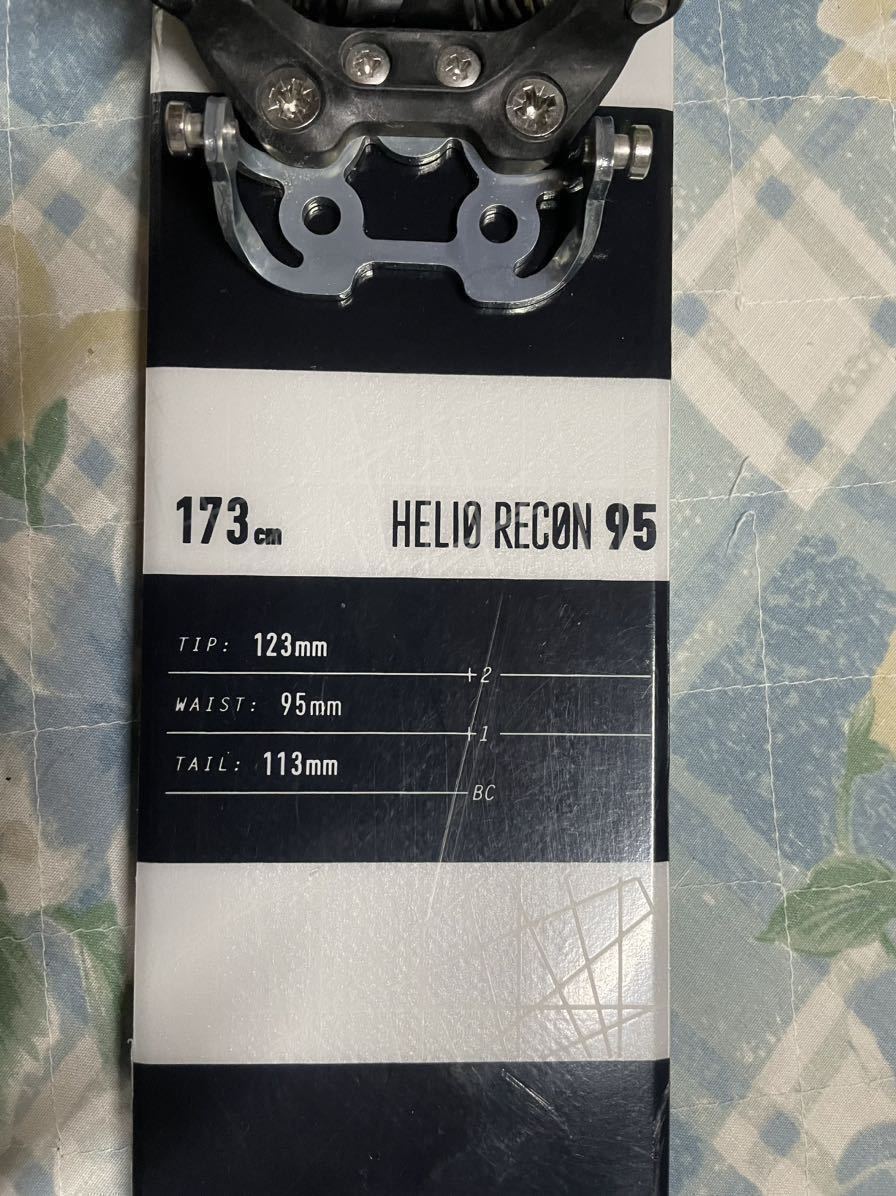 173cm HELIØ RECØN 95
TIP: 123mm
2
WAIST: 95mm
1
TAIL: 113mm
BC